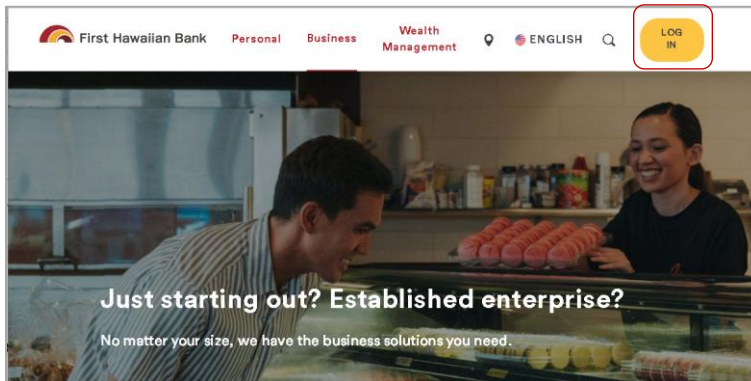 First Hawaiian Bank
Personal
Business
Wealth
Management
ENGLISH
LOG
IN
Just starting out? Established enterprise?
No matter your size, we have the business solutions you need.